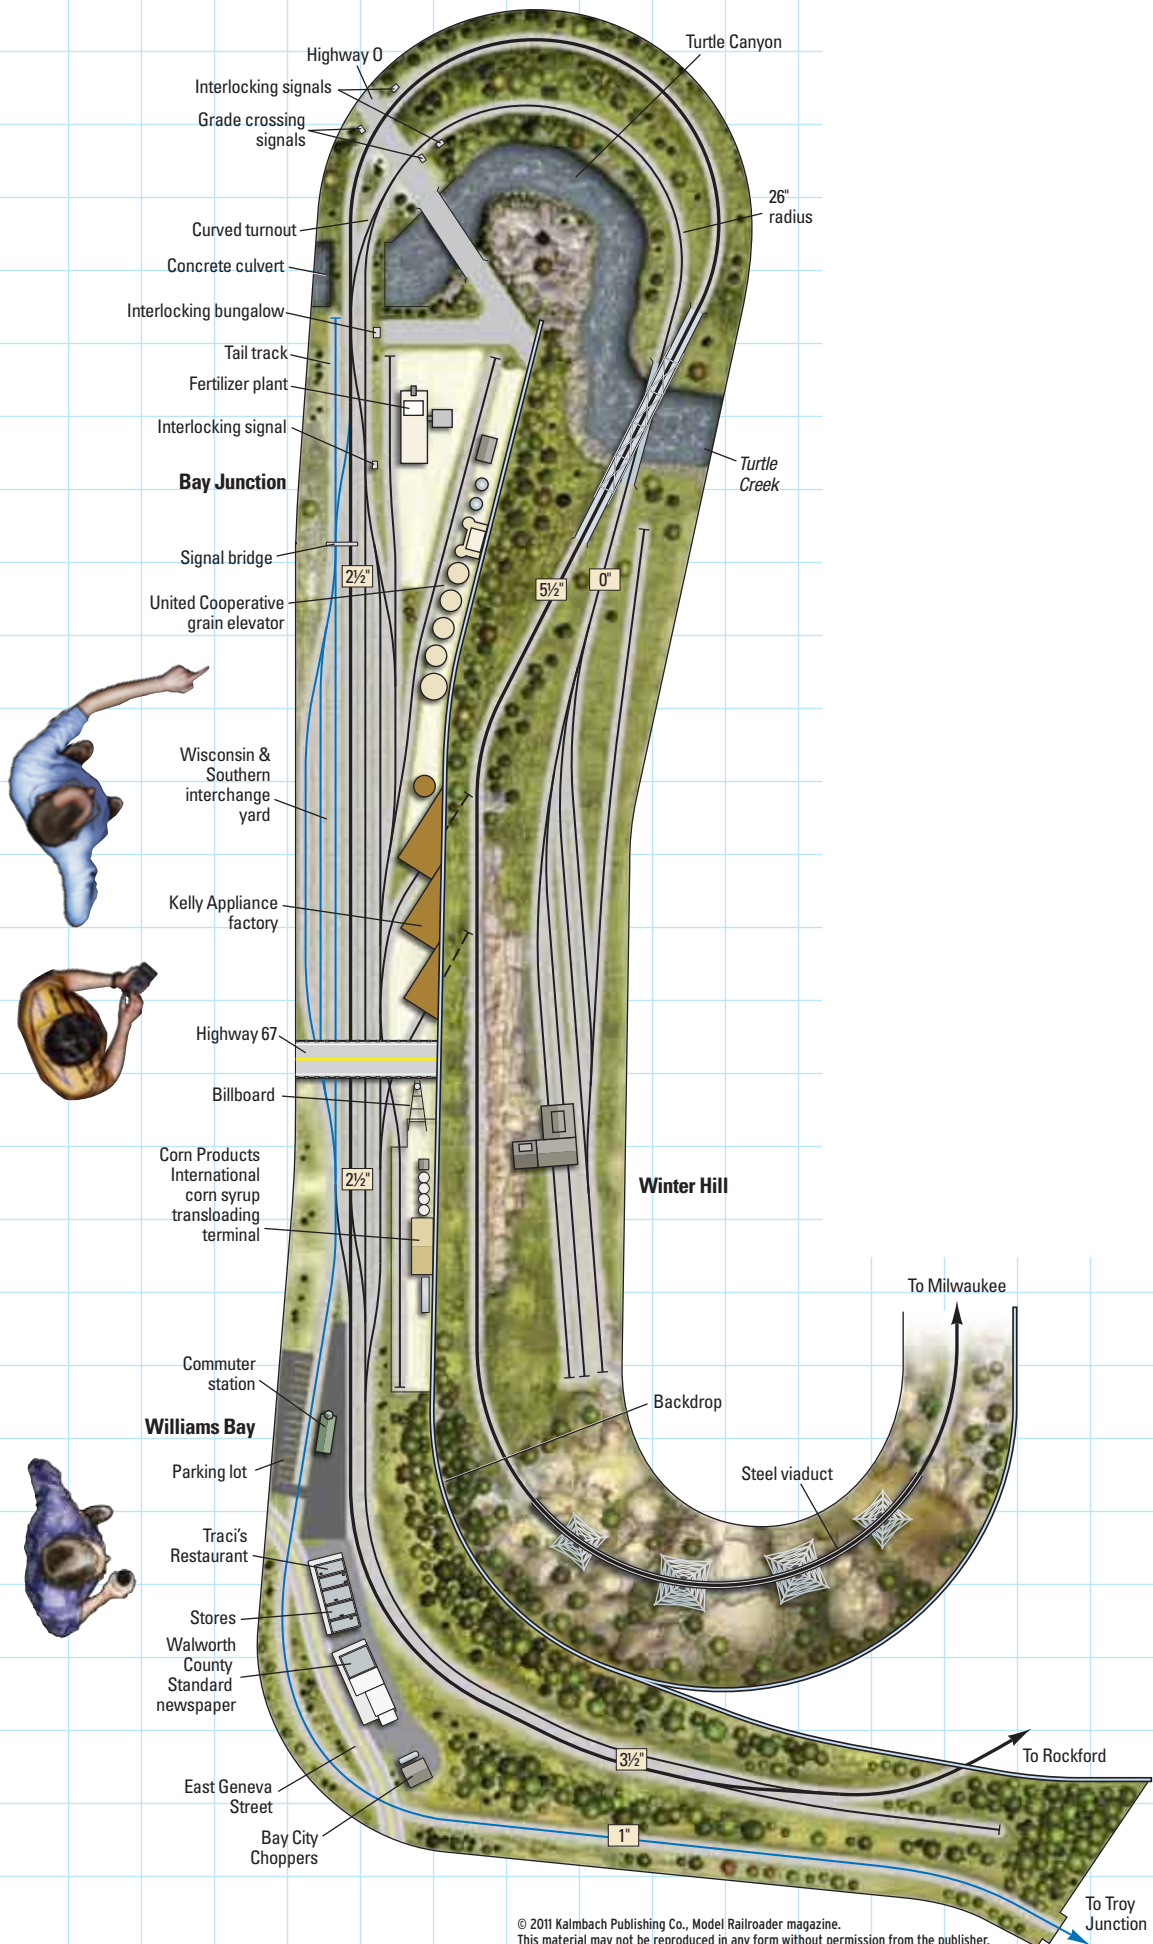 Turtle Canyon
Highway O
Interlocking signals
Grade crossing
signals
26"
radius
Curved turnout
Concrete culvert
Interlocking bungalow
Tail track
Fertilizer plant
Interlocking signal
Bay Junction
Turtle
Creek
Signal bridge
2½"
5½"
0"
United Cooperative
grain elevator
Wisconsin &
Southern
interchange
yard
Kelly Appliance
factory
Highway 67
Billboard
Corn Products
International
corn syrup
transloading
terminal
2½"
Winter Hill
To Milwaukee
Commuter
station
Backdrop
Williams Bay
Parking lot
Steel viaduct
Traci's
Restaurant
Stores
Walworth
County
Standard
newspaper
3½"
To Rockford
East Geneva
Street
Bay City
Choppers
1"
To Troy
Junction
© 2011 Kalmbach Publishing Co., Model Railroader magazine.
This material may not be reproduced in any form without permission from the publisher.